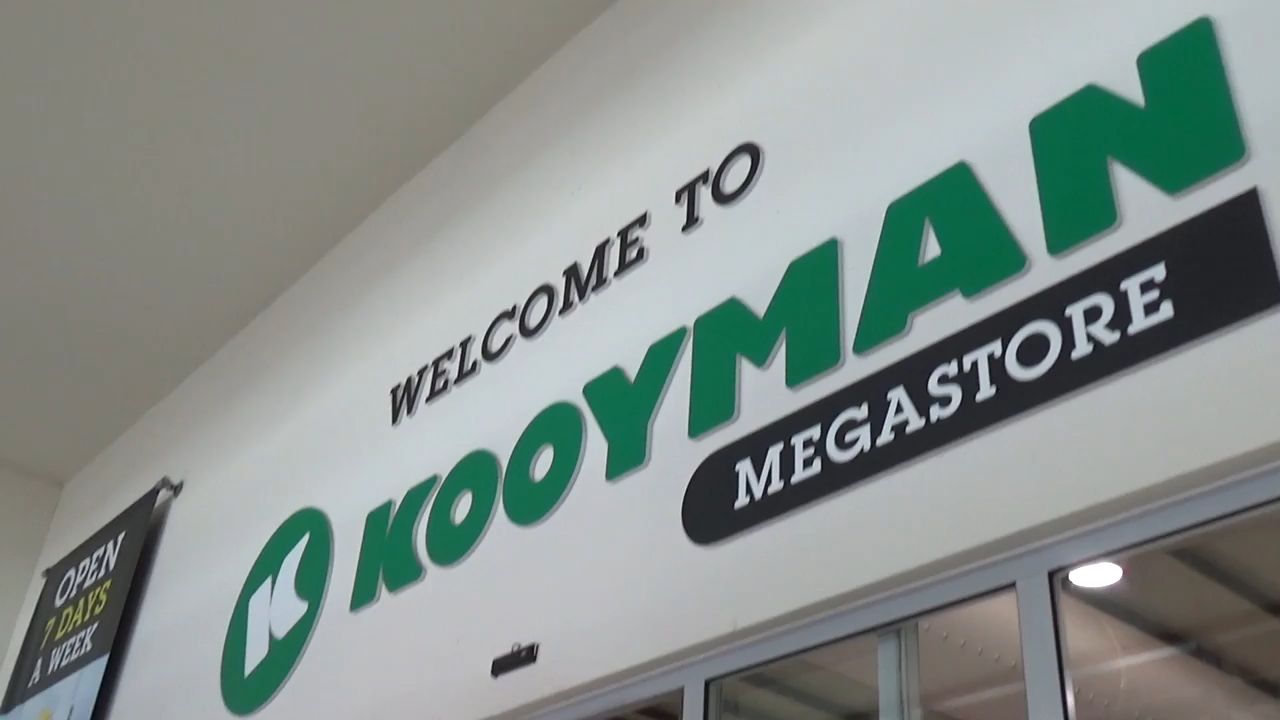 WELCOME TO
K KOOYMAN
MEGASTORE
OPEN
7 DAYS
A WEEK